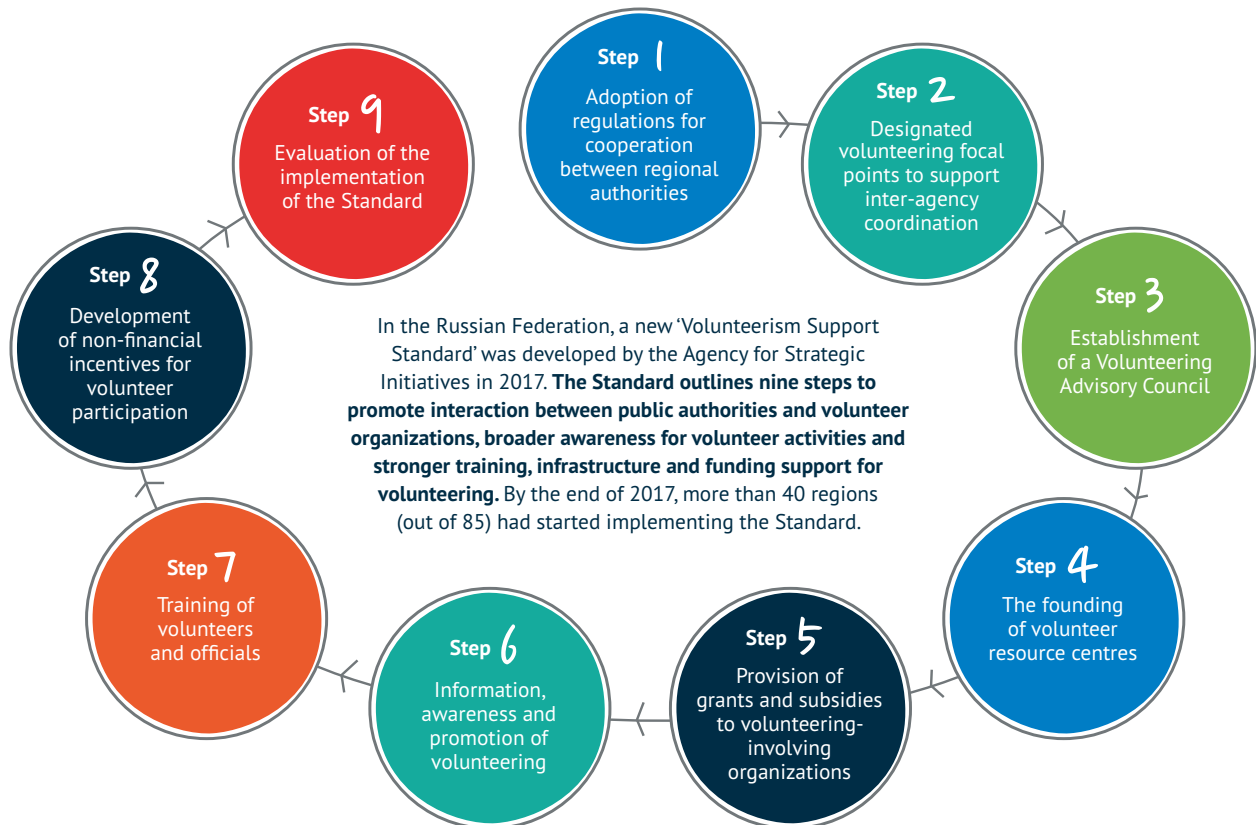 Step 1
Adoption of
regulations for
cooperation
between regional
authorities
Step 2
Designated
volunteering focal
points to support
inter-agency
coordination
Step 3
Establishment
of a Volunteering
Advisory Council
Step 4
The founding
of volunteer
resource centres
Step 5
Provision of
grants and subsidies
to volunteering-
involving
organizations
Step 6
Information,
awareness and
promotion of
volunteering
Step 7
Training of
volunteers
and officials
Step 8
Development
of non-financial
incentives for
volunteer
participation
Step 9
Evaluation of the
implementation
of the Standard
In the Russian Federation, a new ‘Volunteerism Support
Standard’ was developed by the Agency for Strategic
Initiatives in 2017. The Standard outlines nine steps to
promote interaction between public authorities and volunteer
organizations, broader awareness for volunteer activities and
stronger training, infrastructure and funding support for
volunteering. By the end of 2017, more than 40 regions
(out of 85) had started implementing the Standard.